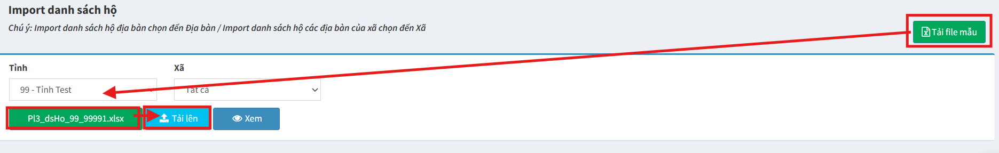 Import danh sách hộ
Chú ý: Import danh sách hộ địa bàn chọn đến Địa bàn / Import danh sách hộ các địa bàn của xã chọn đến Xã
Tải file mẫu
Tỉnh
Xã
99 - Tỉnh Test
Tất cả
Pl3_dsHo_99_99991.xlsx
Tải lên
Xem